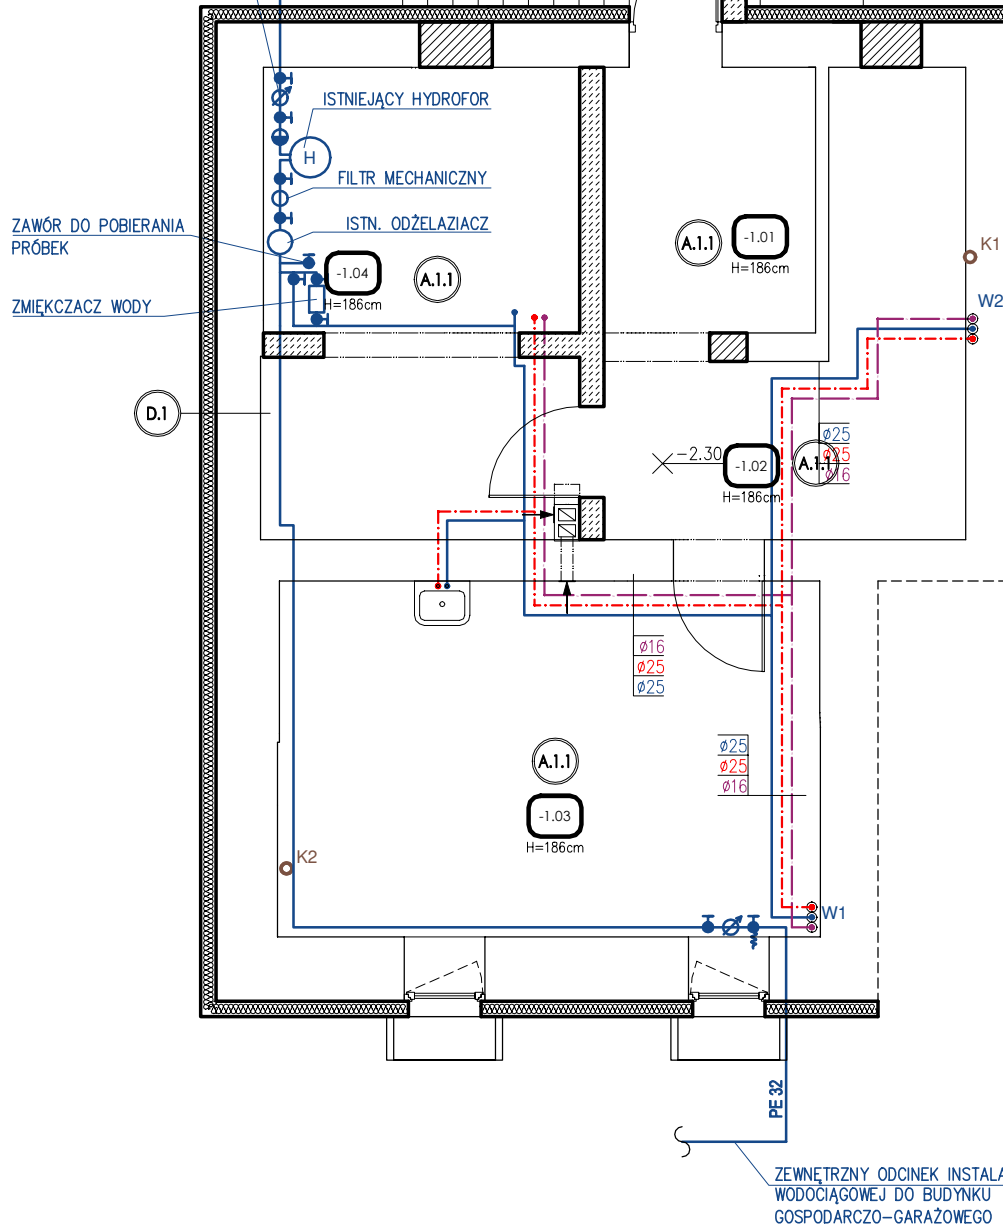 ISTNIEJĄCY HYDROFOR
H
FILTR MECHANICZNY
ZAWÓR DO POBIERANIA
PRÓBEK
ISTN. ODŻELAZIACZ
A.1.1
-1.01
H=186cm
K1
-1.04
H=186cm
A.1.1
ZMIĘKCZACZ WODY
W2
D.1
-2.30
-1.02
H=186cm
A.1.1
ø25
ø25
ø16
ø16
ø25
ø25
ø25
ø25
ø16
A.1.1
-1.03
H=186cm
K2
W1
PE 32
ZEWNĘTRZNY ODCINEK INSTALA
WODOCIĄGOWEJ DO BUDYNKU
GOSPODARCZO-GARAŻOWEGO